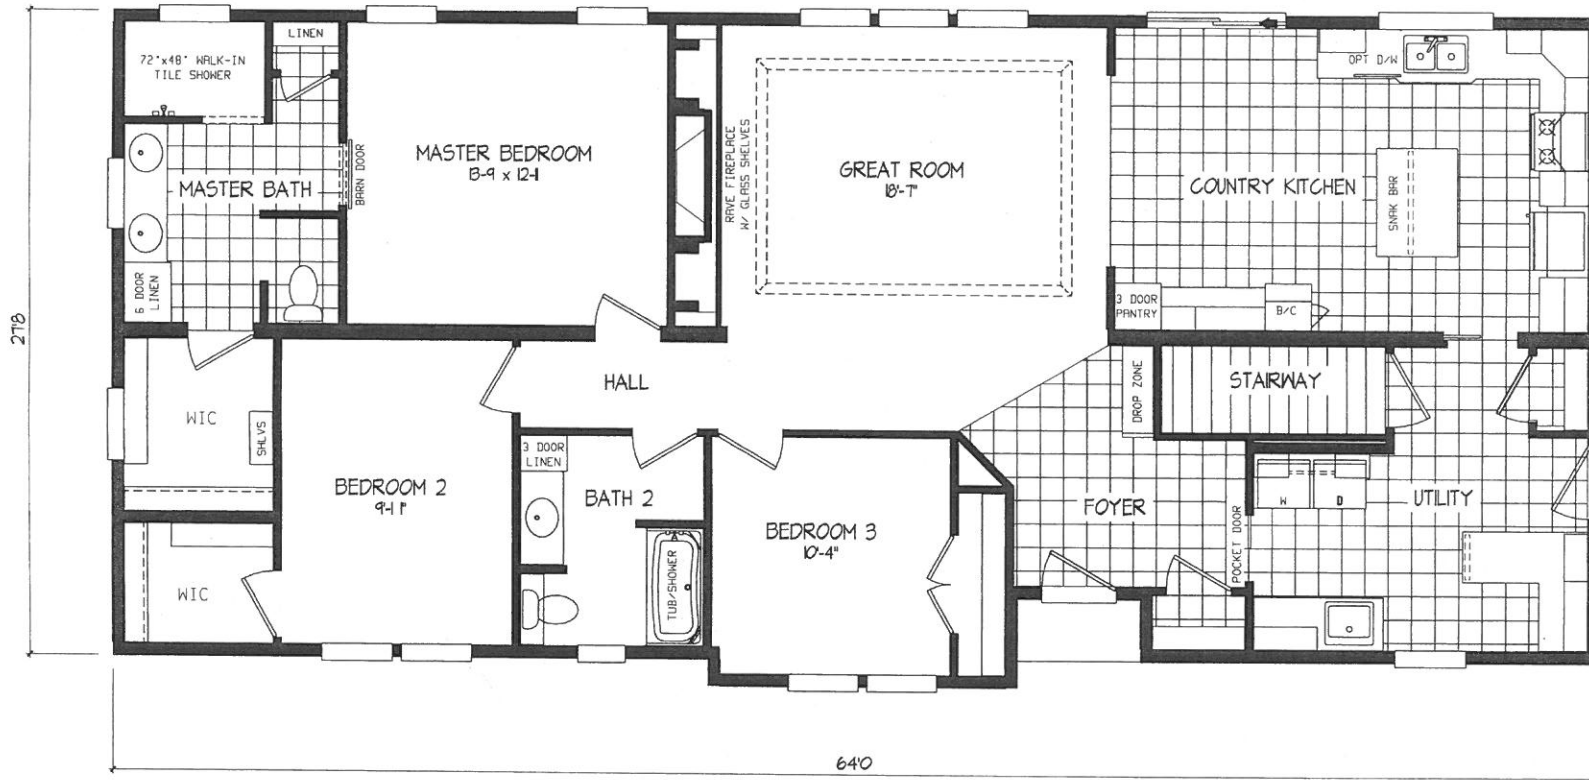 LINEN
72"x48" WALK-IN
TILE SHOWER
OPT D/W
MASTER BEDROOM
13'-9 x 12'-11
BARN DOOR
MASTER BATH
RAVE FIREPLACE
W/ GLASS SHELVES
GREAT ROOM
18'-7"
COUNTRY KITCHEN
SNAK BAR
6 DOOR
LINEN
3 DOOR
PANTRY
B/C
27'8
HALL
DROP ZONE
STAIRWAY
WIC
SHLVS
3 DOOR
LINEN
BEDROOM 2
9'-11"
BATH 2
BEDROOM 3
10'-4"
FOYER
W
D
UTILITY
POCKET DOOR
TUB/SHOWER
WIC
64'0